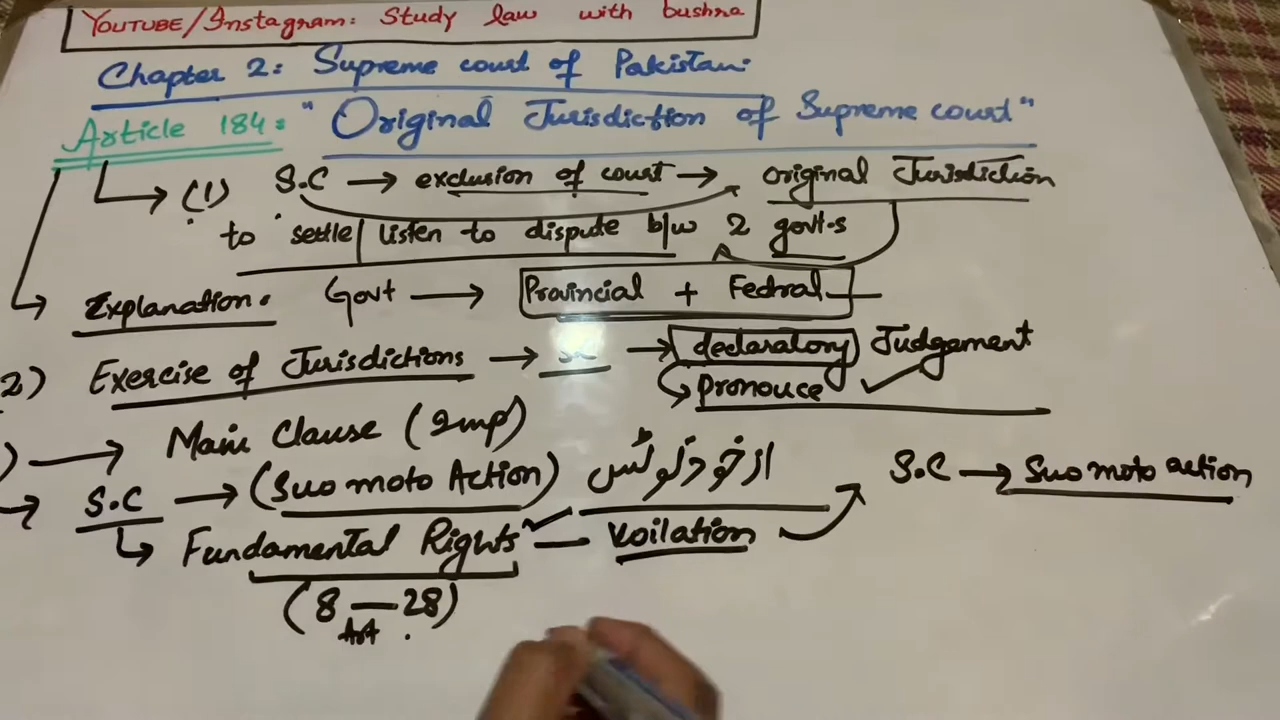 YOUTUBE/Instagram: Study law with bushra
Chapter 2: Supreme court of Pakistan.
Article 184: "Original Jurisdiction of Supreme court"
→ (1) S.C → exclusion of court → original Jurisdiction
to settle/listen to dispute b/w 2 govt.s
→ Explanation. Govt → Provincial + Fedral
2) Exercise of Jurisdictions → → declaratory Judgement
pronouce ✓
) → Main Clause (Imp)
→ S.C → (Suo moto Action) ازخود نوٹس S.C → Suo moto action
↳ Fundamental Rights — Voilation
(8 — 28)
Art